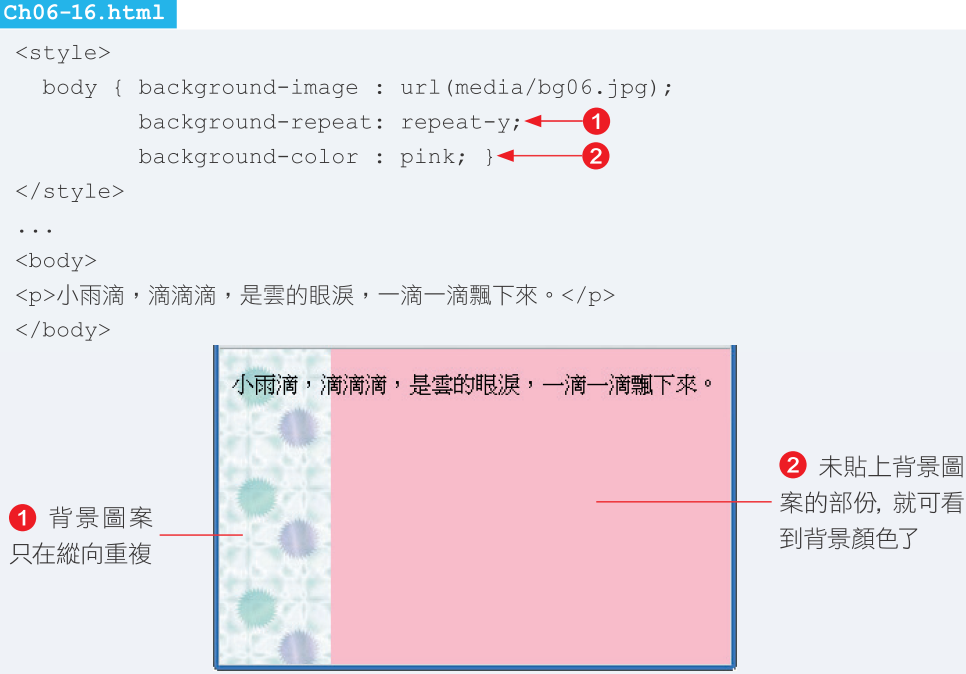 Ch06-16.html
<style>
body { background-image : url(media/bg06.jpg);
background-repeat: repeat-y; 1
background-color : pink; } 2
</style>
...
<body>
<p>小雨滴，滴滴滴，是雲的眼淚，一滴一滴飄下來。</p>
</body>
小雨滴，滴滴滴，是雲的眼淚，一滴一滴飄下來。
1 背景圖案
只在縱向重複
2 未貼上背景圖
案的部份, 就可看
到背景顏色了